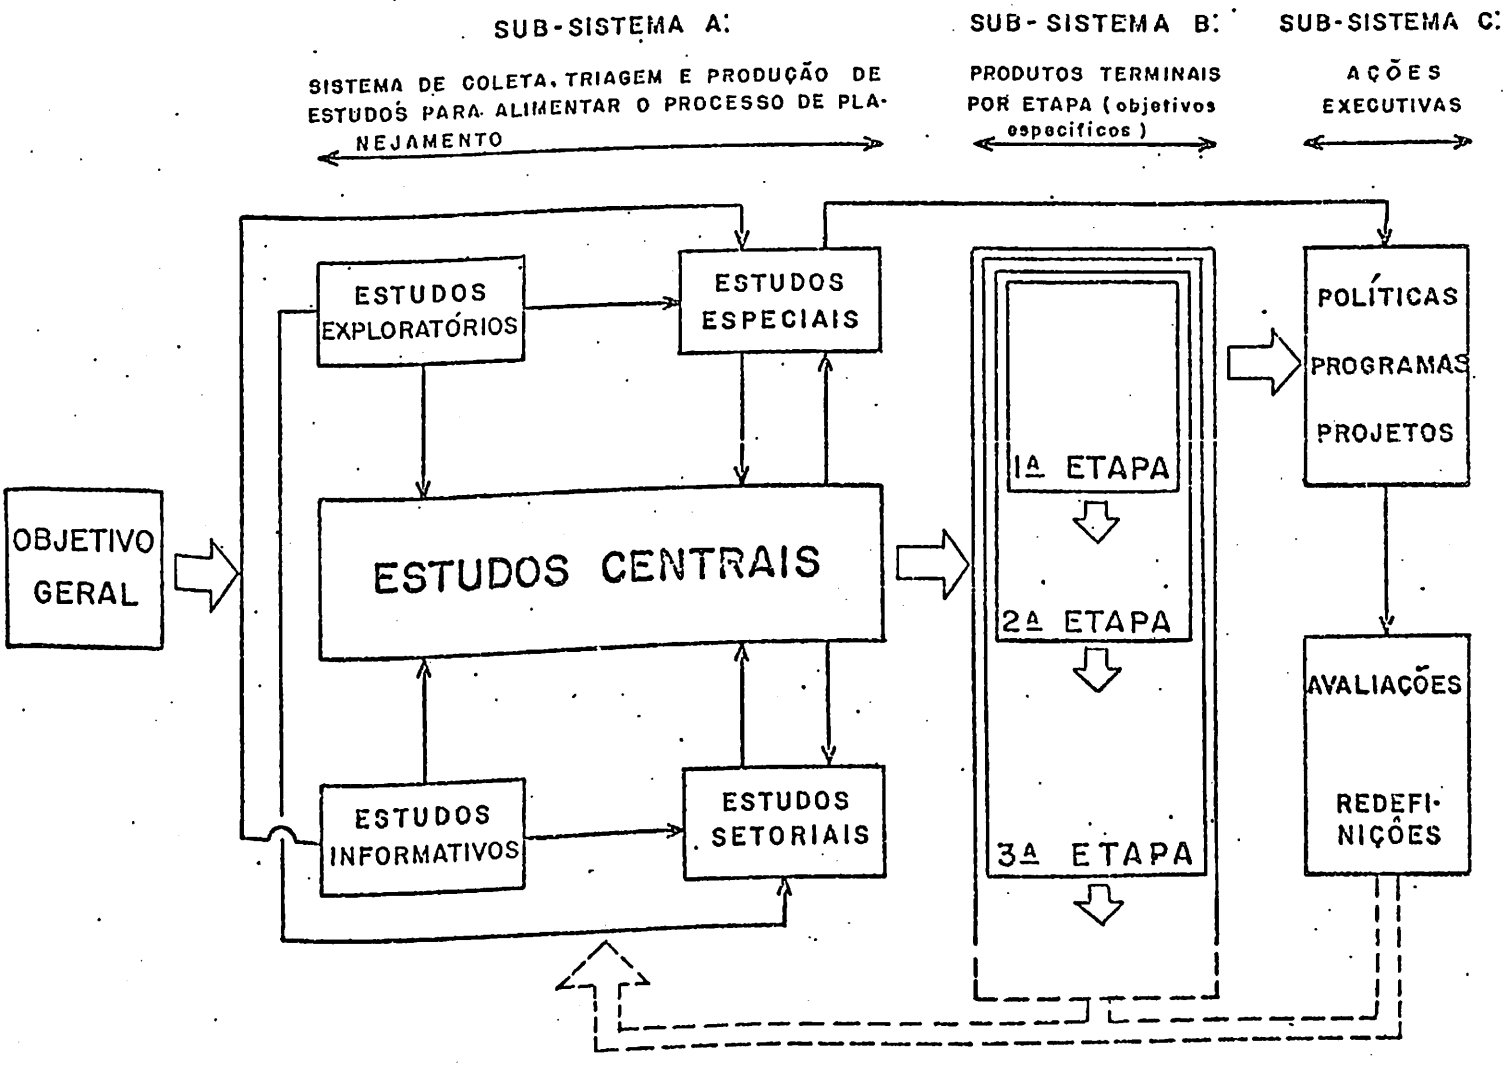 SUB-SISTEMA A:
SISTEMA DE COLETA, TRIAGEM E PRODUÇÃO DE
ESTUDOS PARA ALIMENTAR O PROCESSO DE PLA-
NEJAMENTO
SUB-SISTEMA B:
PRODUTOS TERMINAIS
POR ETAPA (objetivos
especificos)
SUB-SISTEMA C:
AÇÕES
EXECUTIVAS
OBJETIVO
GERAL
ESTUDOS
EXPLORATÓRIOS
ESTUDOS
ESPECIAIS
ESTUDOS CENTRAIS
ESTUDOS
INFORMATIVOS
ESTUDOS
SETORIAIS
1A ETAPA
2A ETAPA
3A ETAPA
POLÍTICAS
PROGRAMAS
PROJETOS
AVALIAÇÕES
REDEFI-
NIÇÕES